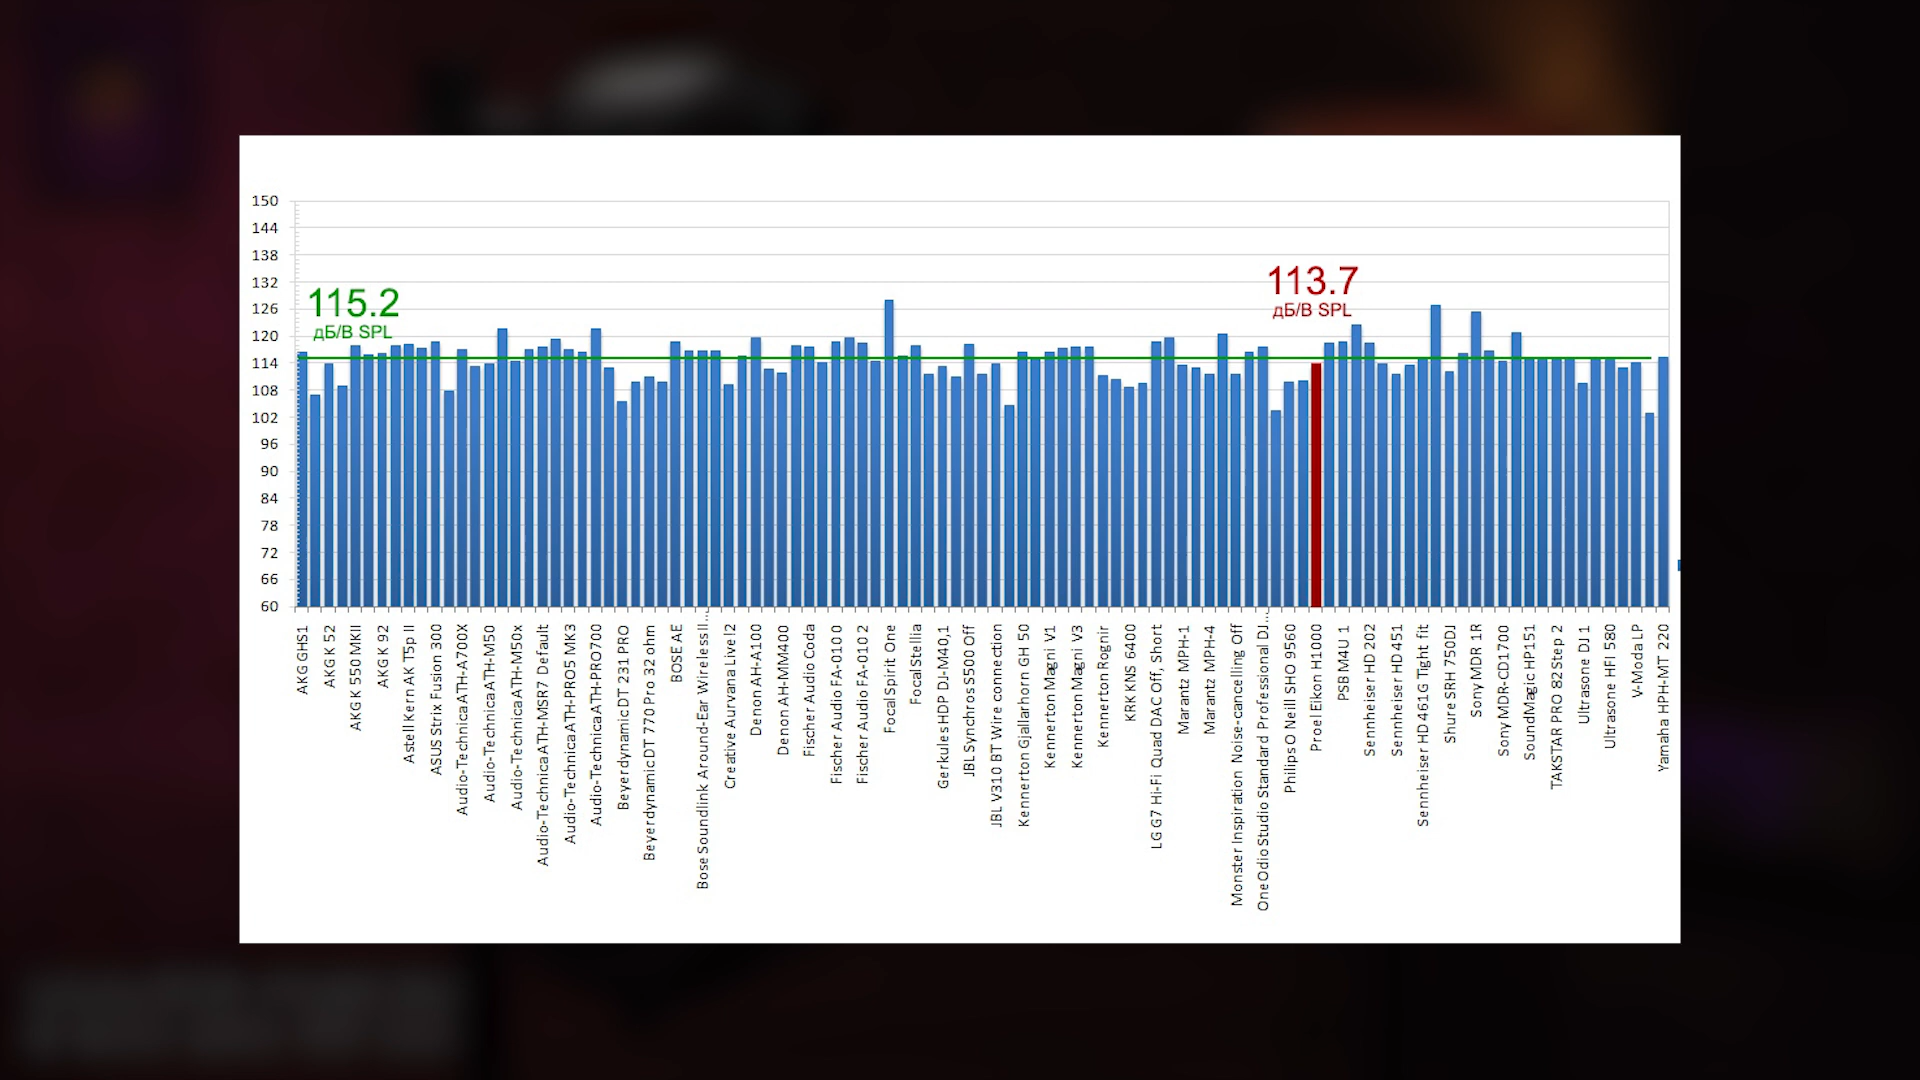 150
144
138
132
126
120
114
108
102
96
90
84
78
72
66
60
115.2
дБ/В SPL
113.7
дБ/В SPL
AKG GHS1
AKG K 52
AKG K 550 MKII
AKG K 92
Astell Kern AK T5p II
ASUS Strix Fusion 300
Audio-Technica ATH-A700X
Audio-Technica ATH-M50
Audio-Technica ATH-M50x
Audio-Technica ATH-MSR7 Default
Audio-Technica ATH-PRO5 MK3
Audio-Technica ATH-PRO700
Beyerdynamic DT 231 PRO
Beyerdynamic DT 770 Pro 32 ohm
BOSE AE
Bose Soundlink Around-Ear Wireless II...
Creative Aurvana Live!2
Denon AH-A100
Denon AH-MM400
Fischer Audio Coda
Fischer Audio FA-010 0
Fischer Audio FA-010 2
Focal Spirit One
Focal Stellia
Gerkules HDP DJ-M40,1
JBL Synchros S500 Off
JBL V310 BT Wire connection
Kennerton Gjallarhorn GH 50
Kennerton Magni V1
Kennerton Magni V3
Kennerton Rognir
KRK KNS 6400
LG G7 Hi-Fi Quad DAC Off, Short
Marantz MPH-1
Marantz MPH-4
Monster Inspiration Noise-cancelling Off
OneOdio Studio Standard Professional DJ...
Philips O Neill SHO 9560
Proel Eikon H1000
PSB M4U 1
Sennheiser HD 202
Sennheiser HD 451
Sennheiser HD 461G Tight fit
Shure SRH 750DJ
Sony MDR 1R
Sony MDR-CD1700
SoundMagic HP151
TAKSTAR PRO 82 Step 2
Ultrasone DJ 1
Ultrasone HFI 580
V-Moda LP
Yamaha HPH-MT 220